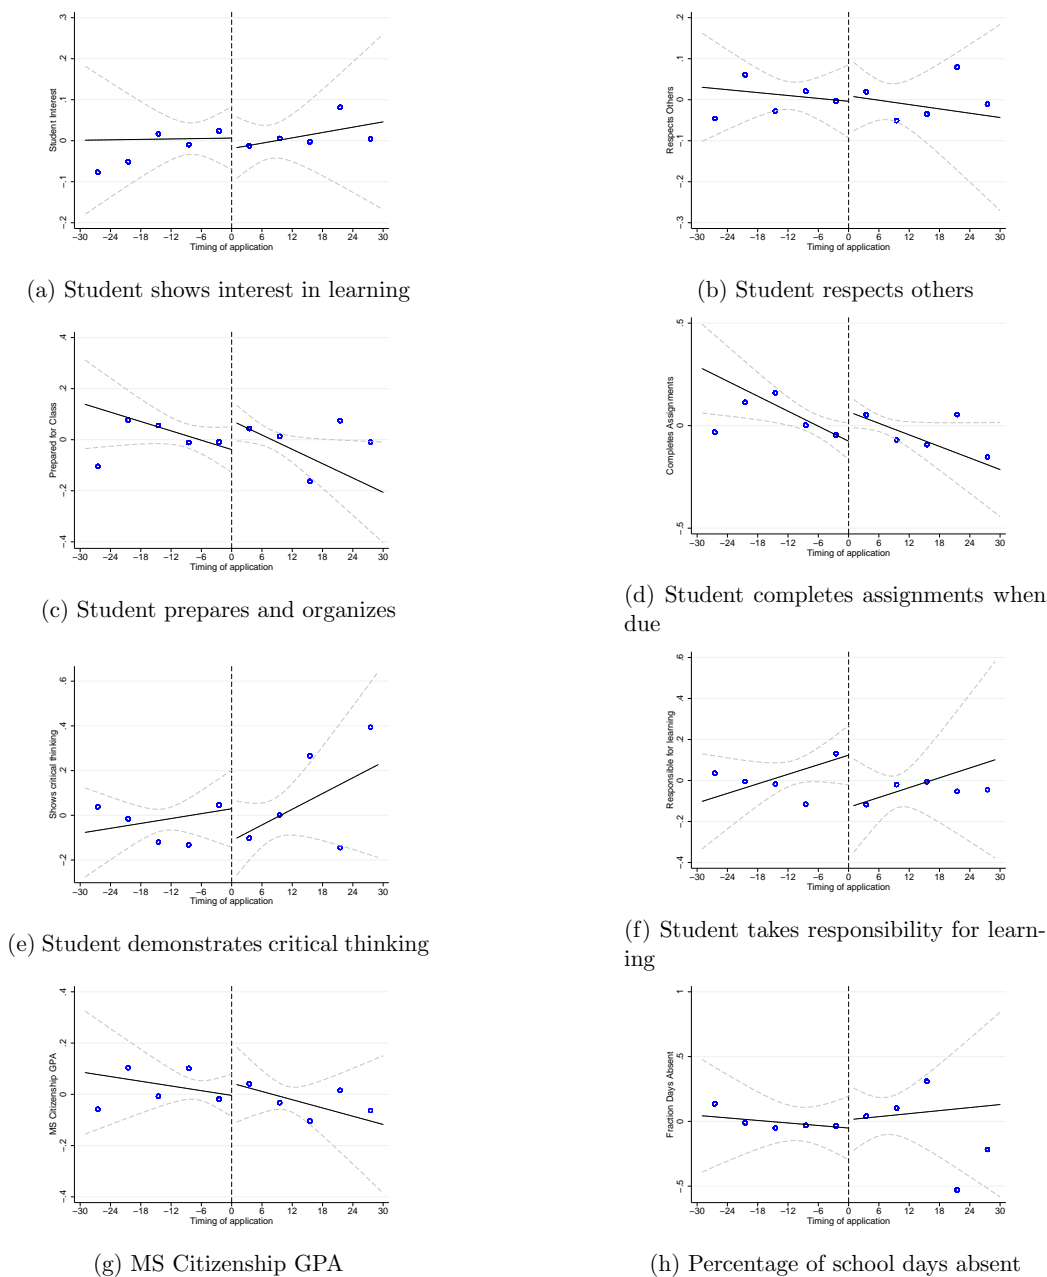 .3
.2
.1
0
-.1
-.2
Student Interest
-30 -24 -18 -12 -6 0 6 12 18 24 30
Timing of application
(a) Student shows interest in learning
.2
.1
0
-.1
-.2
-.3
Respects Others
-30 -24 -18 -12 -6 0 6 12 18 24 30
Timing of application
(b) Student respects others
.4
.2
0
-.2
-.4
Prepared for Class
-30 -24 -18 -12 -6 0 6 12 18 24 30
Timing of application
(c) Student prepares and organizes
.5
0
-.5
Completes Assignments
-30 -24 -18 -12 -6 0 6 12 18 24 30
Timing of application
(d) Student completes assignments when
due
.6
.4
.2
0
-.2
Shows critical thinking
-30 -24 -18 -12 -6 0 6 12 18 24 30
Timing of application
(e) Student demonstrates critical thinking
.6
.4
.2
0
-.2
-.4
Responsible for learning
-30 -24 -18 -12 -6 0 6 12 18 24 30
Timing of application
(f) Student takes responsibility for learn-
ing
.4
.2
0
-.2
-.4
MS Citizenship GPA
-30 -24 -18 -12 -6 0 6 12 18 24 30
Timing of application
(g) MS Citizenship GPA
1
.5
0
-.5
Fraction Days Absent
-30 -24 -18 -12 -6 0 6 12 18 24 30
Timing of application
(h) Percentage of school days absent